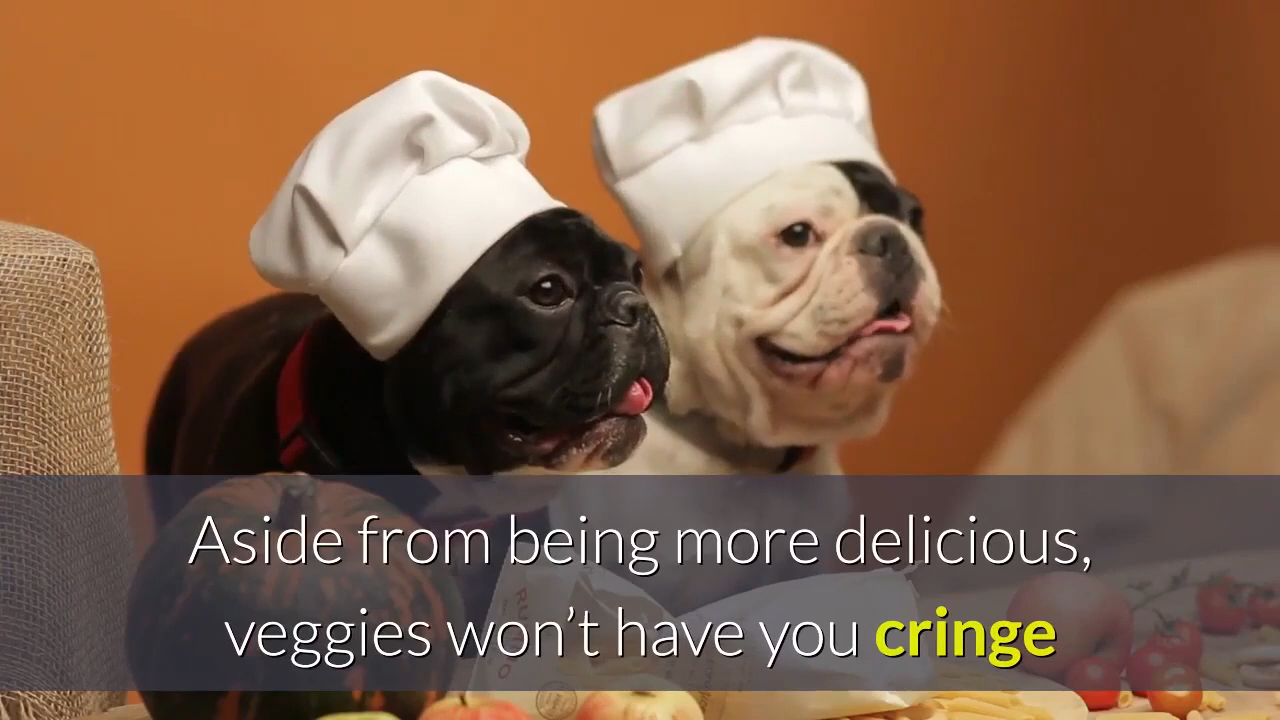 Aside from being more delicious,
veggies won’t have you cringe